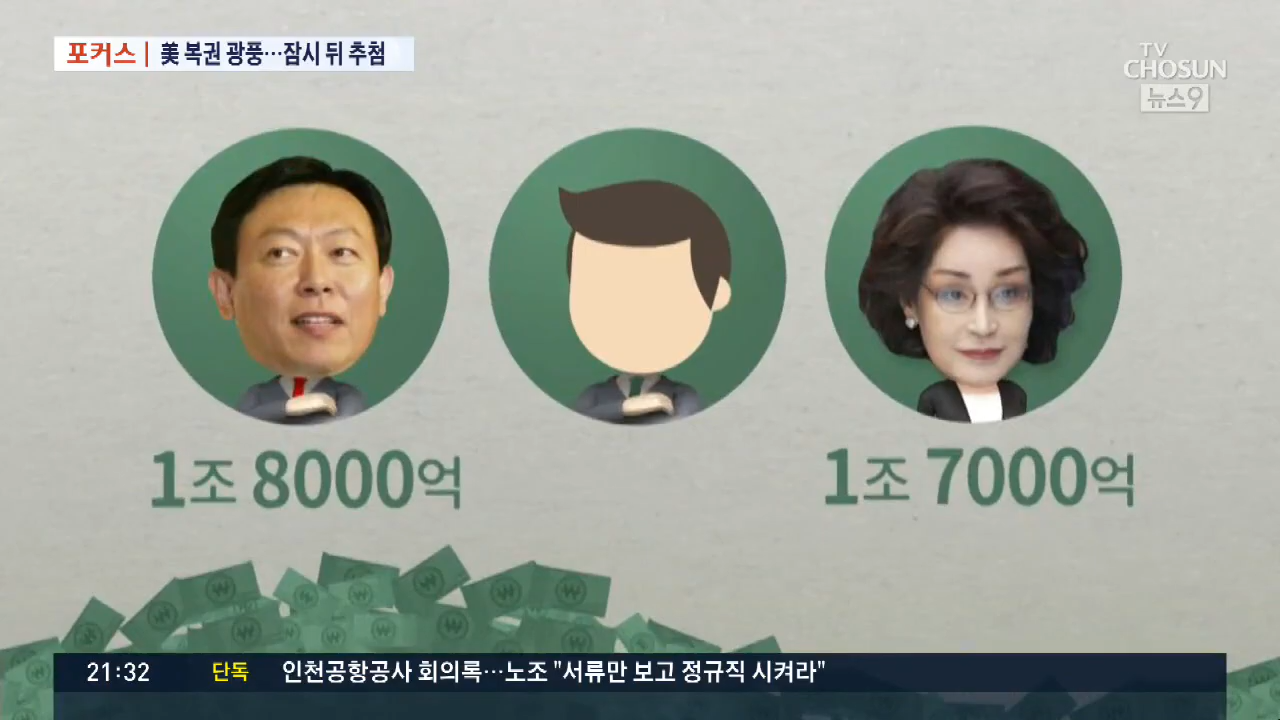 포커스 | 美 복권 광풍…잠시 뒤 추첨
TV
CHOSUN
뉴스9
1조 8000억
1조 7000억
21:32 단독 인천공항공사 회의록…노조 "서류만 보고 정규직 시켜라"